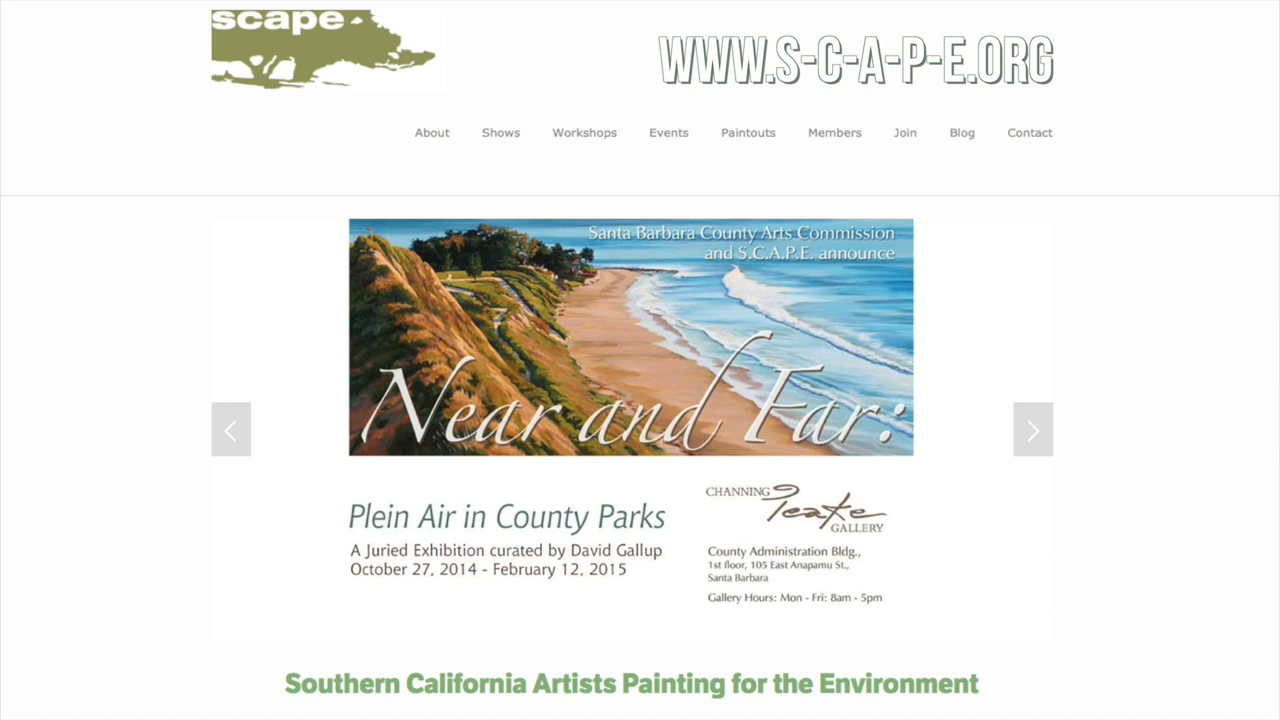 scape
WWW.S-C-A-P-E.ORG
About Shows Workshops Events Paintouts Members Join Blog Contact
Santa Barbara County Arts Commission
and S.C.A.P.E. announce
Near and Far:
Plein Air in County Parks
A Juried Exhibition curated by David Gallup
October 27, 2014 - February 12, 2015
CHANNING
Peake
GALLERY
County Administration Bldg.,
1st floor, 105 East Anapamu St.,
Santa Barbara
Gallery Hours: Mon - Fri: 8am - 5pm
Southern California Artists Painting for the Environment